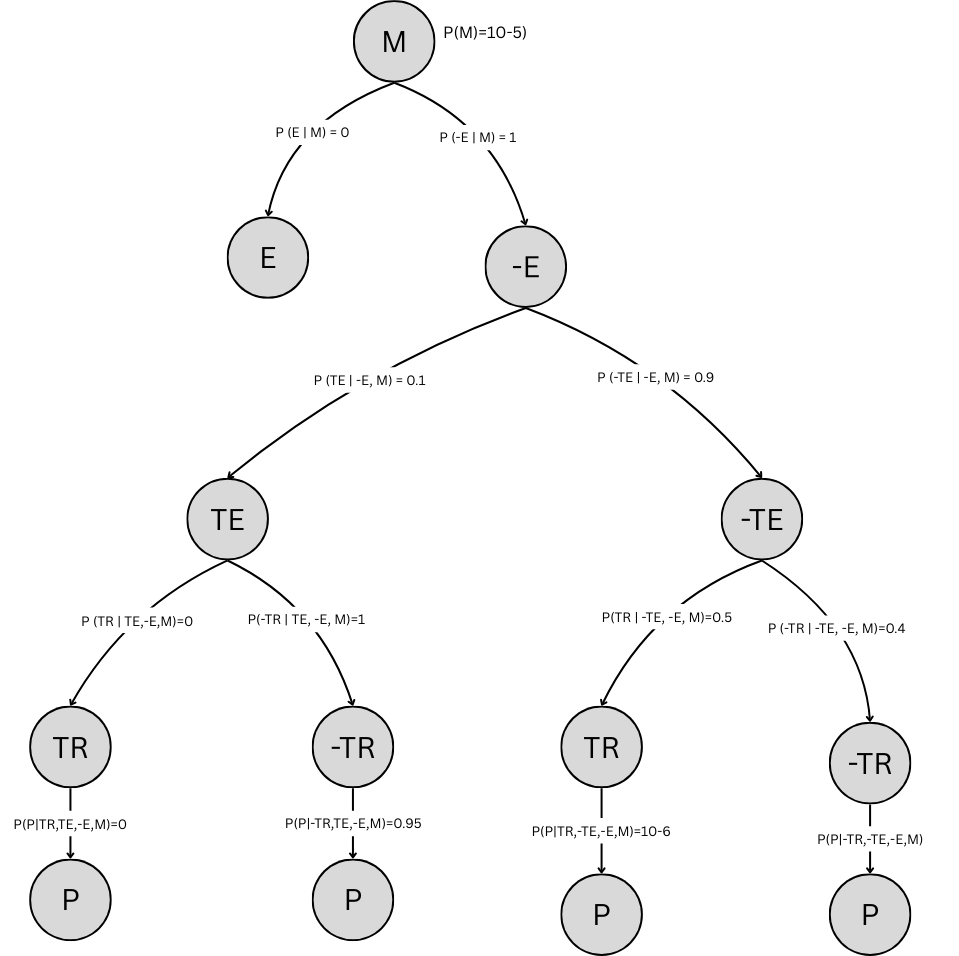 M
P(M)=10-5)
P (E | M) = 0
P (-E | M) = 1
E
-E
P (TE | -E, M) = 0.1
P (-TE | -E, M) = 0.9
TE
-TE
P (TR | TE,-E,M)=0
P(-TR | TE, -E, M)=1
P(TR | -TE, -E, M)=0.5
P (-TR | -TE, -E, M)=0.4
TR
-TR
TR
-TR
P(P|TR,TE,-E,M)=0
P(P|-TR,TE,-E,M)=0.95
P(P|TR,-TE,-E,M)=10-6
P(P|-TR,-TE,-E,M)
P
P
P
P